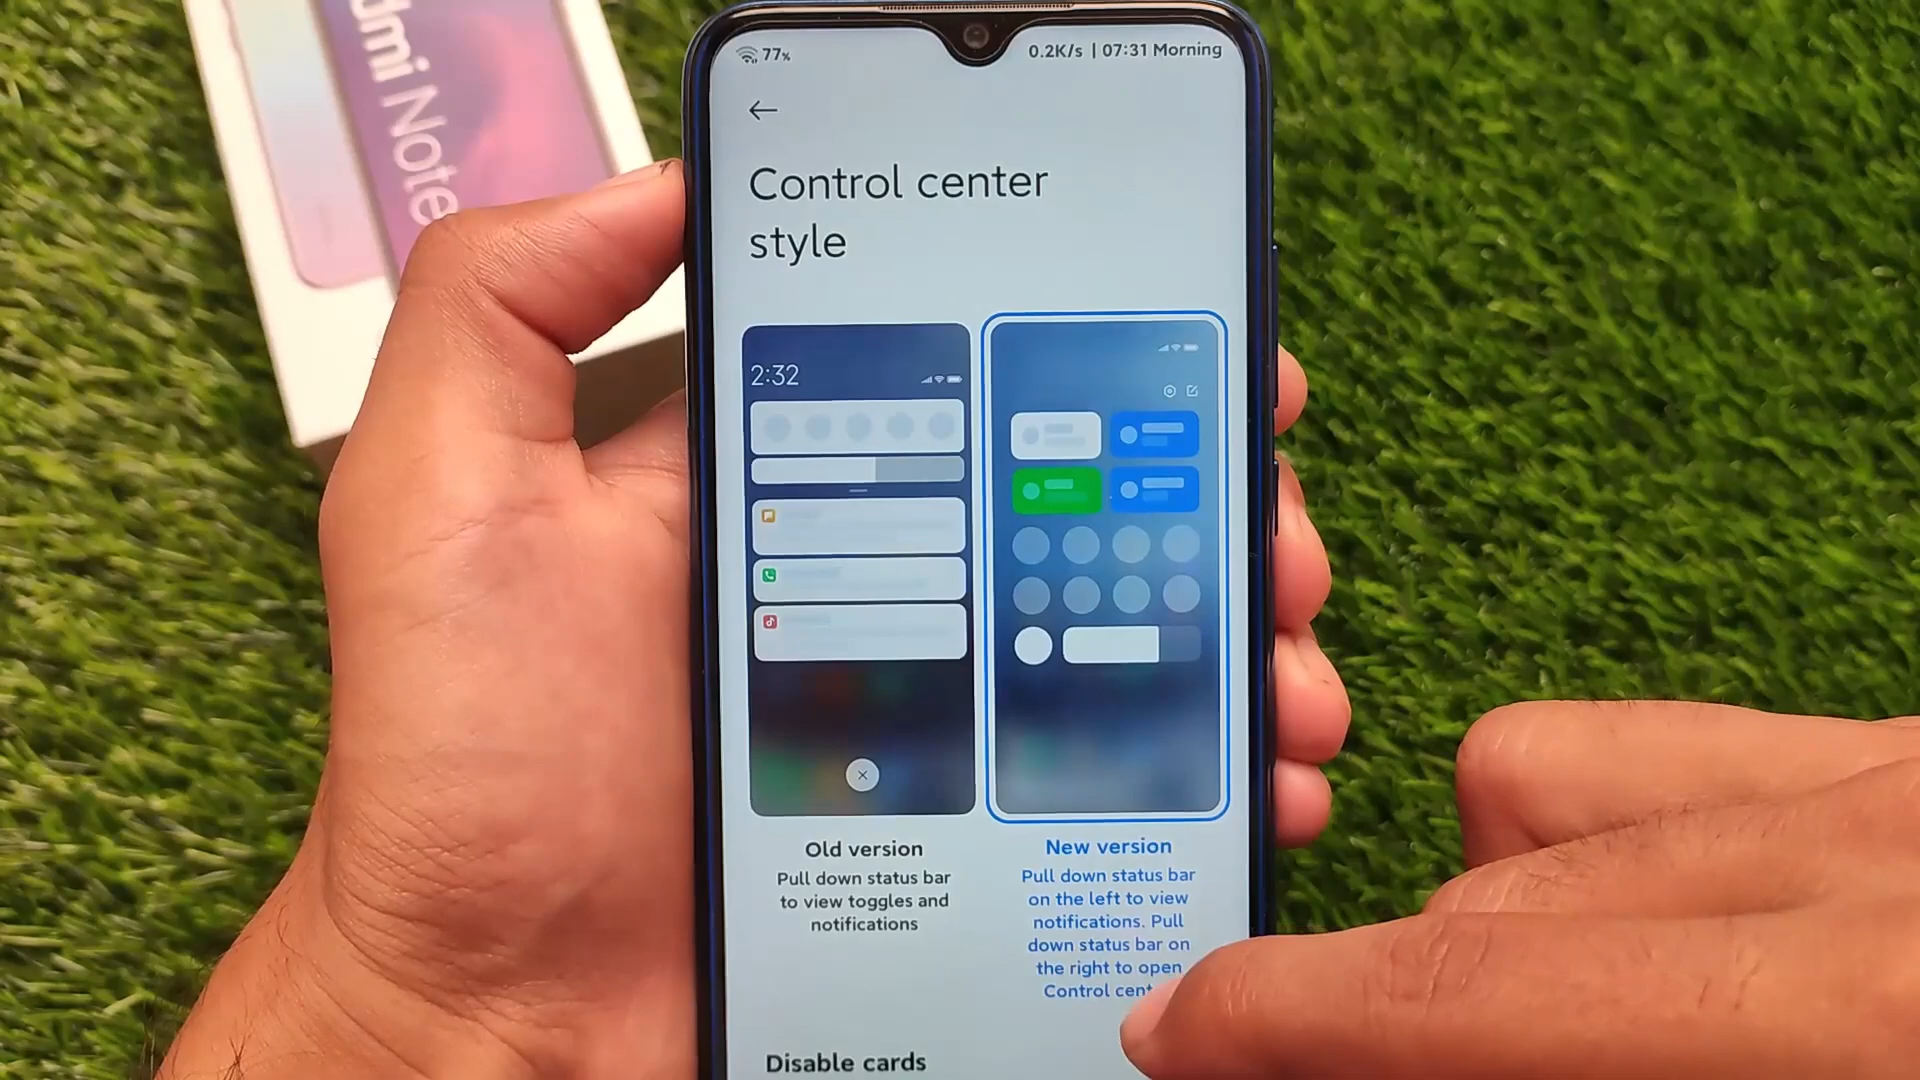 dmi Note
77%
0.2K/s | 07:31 Morning
Control center
style
2:32
Old version
Pull down status bar
to view toggles and
notifications
New version
Pull down status bar
on the left to view
notifications. Pull
down status bar on
the right to open
Control cent
Disable cards